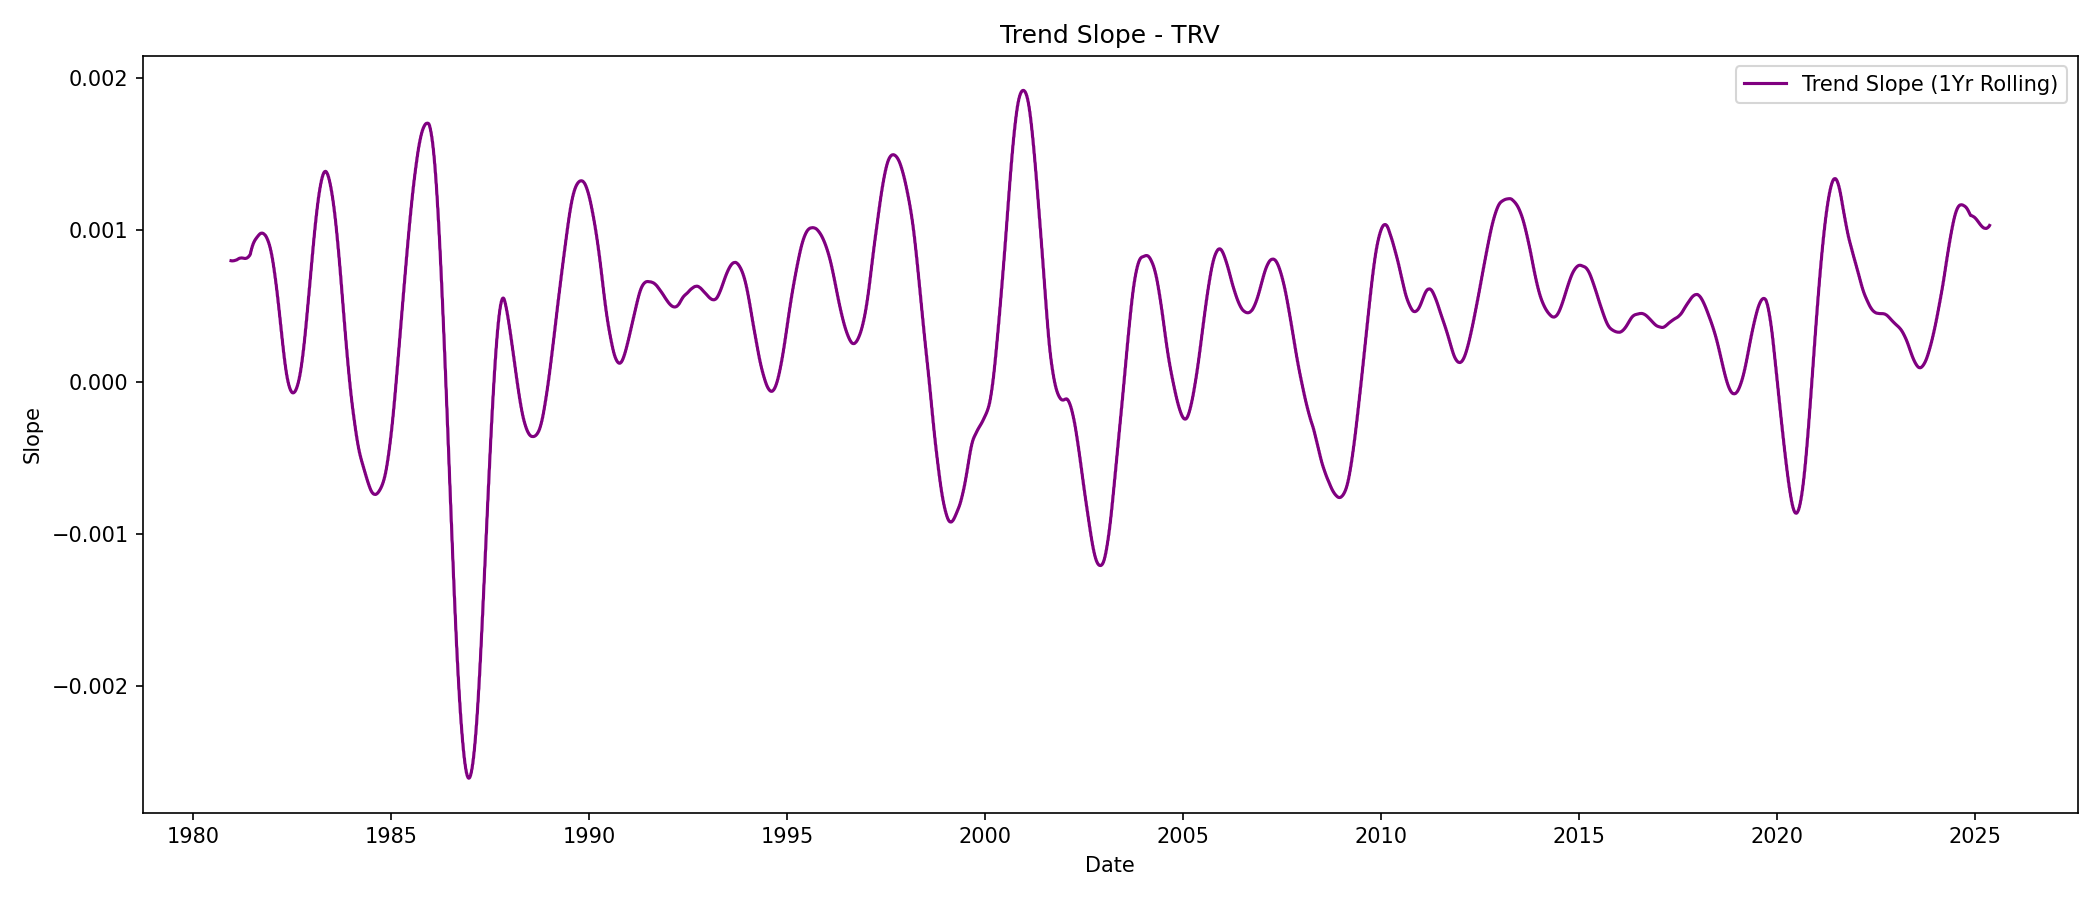 Trend Slope - TRV
Trend Slope (1Yr Rolling)
0.002
0.001
0.000
−0.001
−0.002
Slope
1980 1985 1990 1995 2000 2005 2010 2015 2020 2025
Date